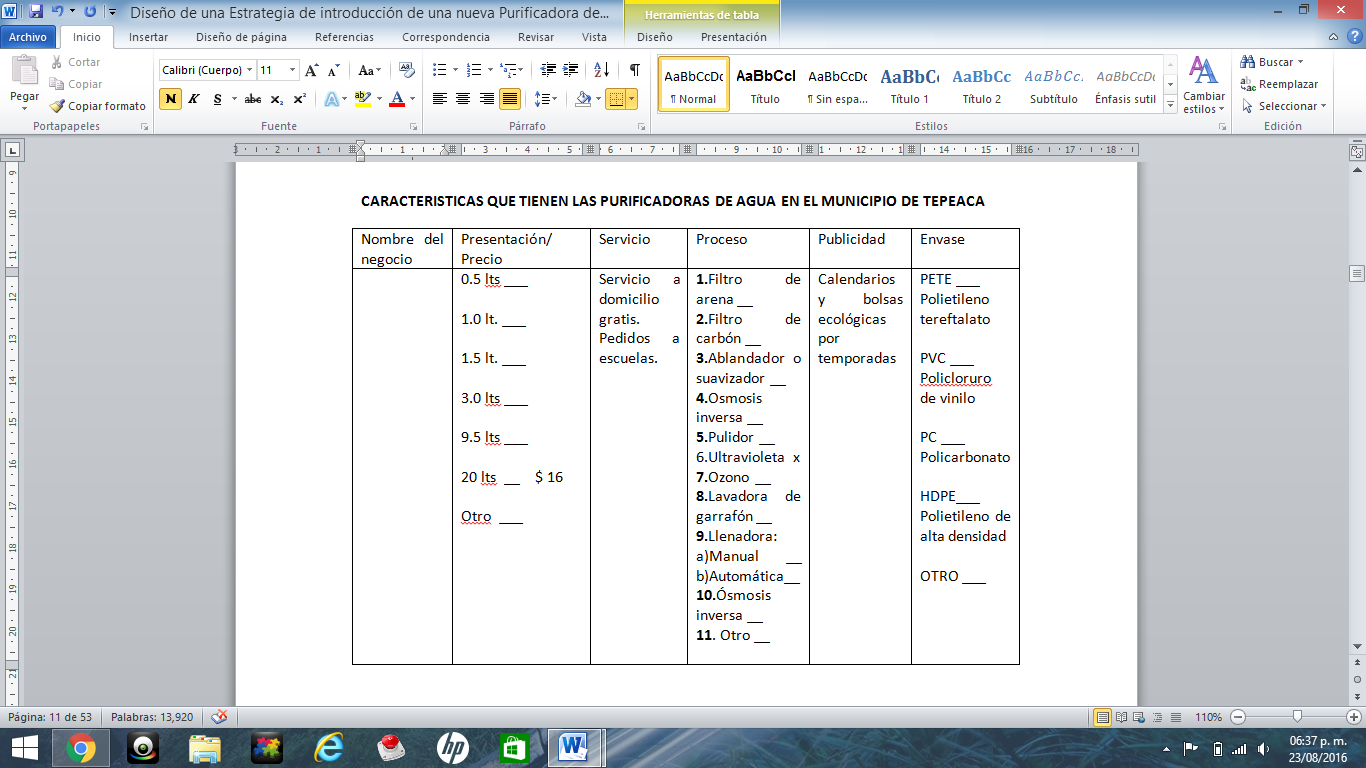 Diseño de una Estrategia de introducción de una nueva Purificadora de...
Herramientas de tabla
Archivo
Inicio
Insertar
Diseño de página
Referencias
Correspondencia
Revisar
Vista
Diseño
Presentación
Pegar
Cortar
Copiar
Copiar formato
Portapapeles
Calibri (Cuerpo)
11
Fuente
Párrafo
AaBbCcDc
¶ Normal
AaBbCcl
Título
AaBbCcDc
¶ Sin espa...
AaBbCc
Título 1
AaBbCc
Título 2
AaBbCc.
Subtítulo
AaBbCcDc
Énfasis sutil
Cambiar
estilos
Estilos
Buscar
Reemplazar
Seleccionar
Edición
CARACTERISTICAS QUE TIENEN LAS PURIFICADORAS DE AGUA EN EL MUNICIPIO DE TEPEACA
Nombre del
negocio
Presentación/
Precio
Servicio
Proceso
Publicidad
Envase
0.5 lts ___
1.0 lt. ___
1.5 lt. ___
3.0 lts ___
9.5 lts ___
20 lts __ $ 16
Otro ___
Servicio a
domicilio
gratis.
Pedidos a
escuelas.
1.Filtro de
arena __
2.Filtro de
carbón __
3.Ablandador o
suavizador __
4.Osmosis
inversa __
5.Pulidor __
6.Ultravioleta x
7.Ozono __
8.Lavadora de
garrafón __
9.Llenadora:
a)Manual __
b)Automática__
10.Ósmosis
inversa __
11. Otro __
Calendarios
y bolsas
ecológicas
por
temporadas
PETE ___
Polietileno
tereftalato
PVC ___
Policloruro
de vinilo
PC ___
Policarbonato
HDPE___
Polietileno de
alta densidad
OTRO ___
Página: 11 de 53
Palabras: 13,920
110%
06:37 p. m.
23/08/2016